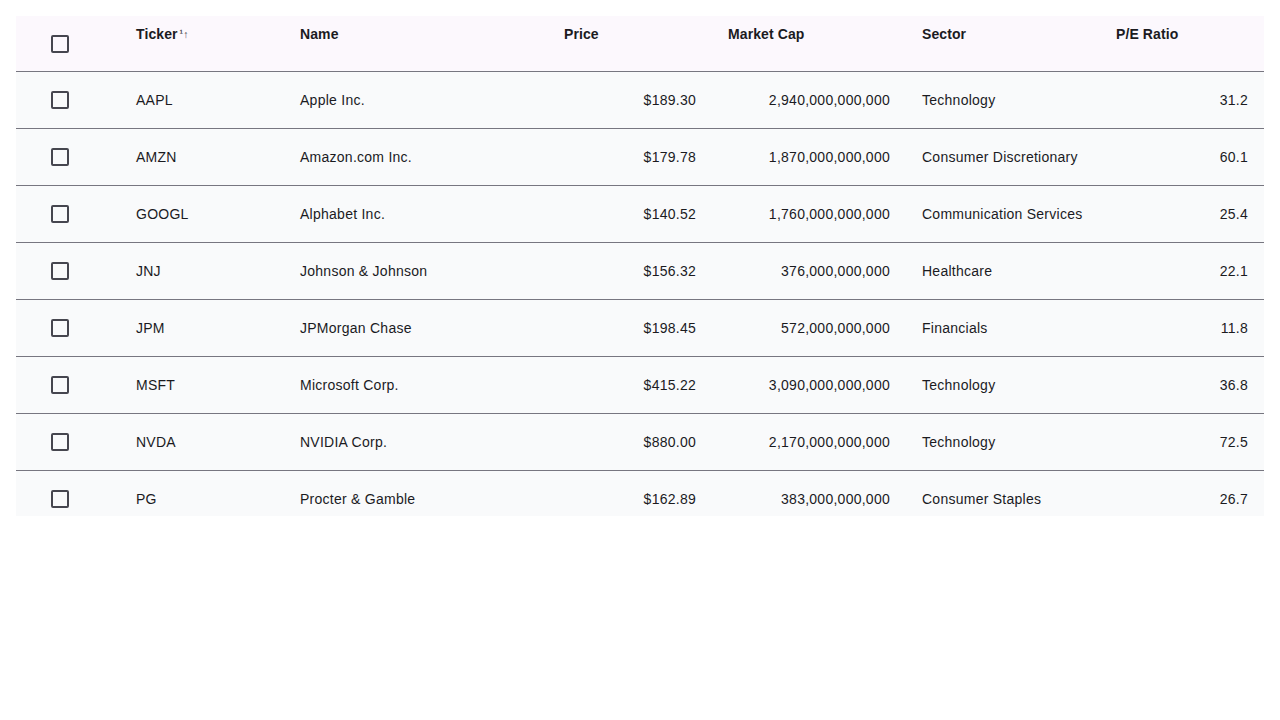 Ticker ¹↑ Name Price Market Cap Sector P/E Ratio
AAPL Apple Inc. $189.30 2,940,000,000,000 Technology 31.2
AMZN Amazon.com Inc. $179.78 1,870,000,000,000 Consumer Discretionary 60.1
GOOGL Alphabet Inc. $140.52 1,760,000,000,000 Communication Services 25.4
JNJ Johnson & Johnson $156.32 376,000,000,000 Healthcare 22.1
JPM JPMorgan Chase $198.45 572,000,000,000 Financials 11.8
MSFT Microsoft Corp. $415.22 3,090,000,000,000 Technology 36.8
NVDA NVIDIA Corp. $880.00 2,170,000,000,000 Technology 72.5
PG Procter & Gamble $162.89 383,000,000,000 Consumer Staples 26.7